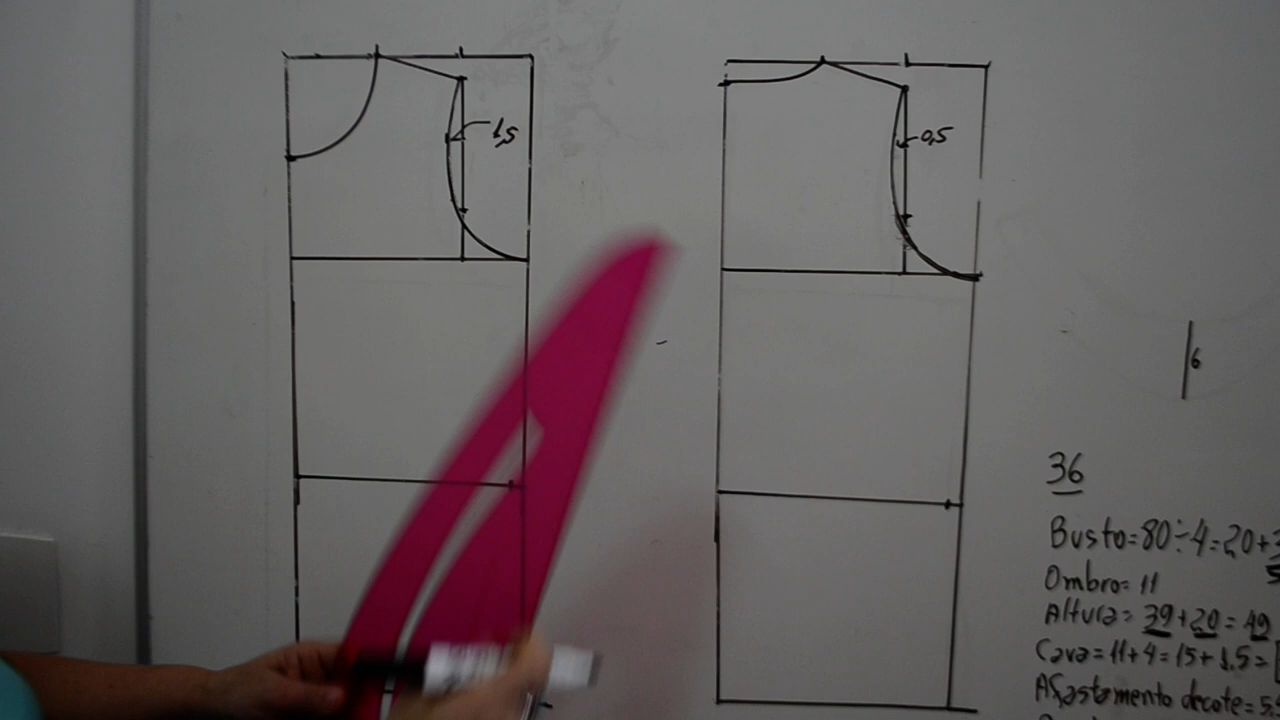 1,5
0,5
6
36
Busto=80÷4=20+
Ombro= 11
Altura= 39+20= 49
Cava= 11+4= 15+1.5=
Afastamento decote= 5.